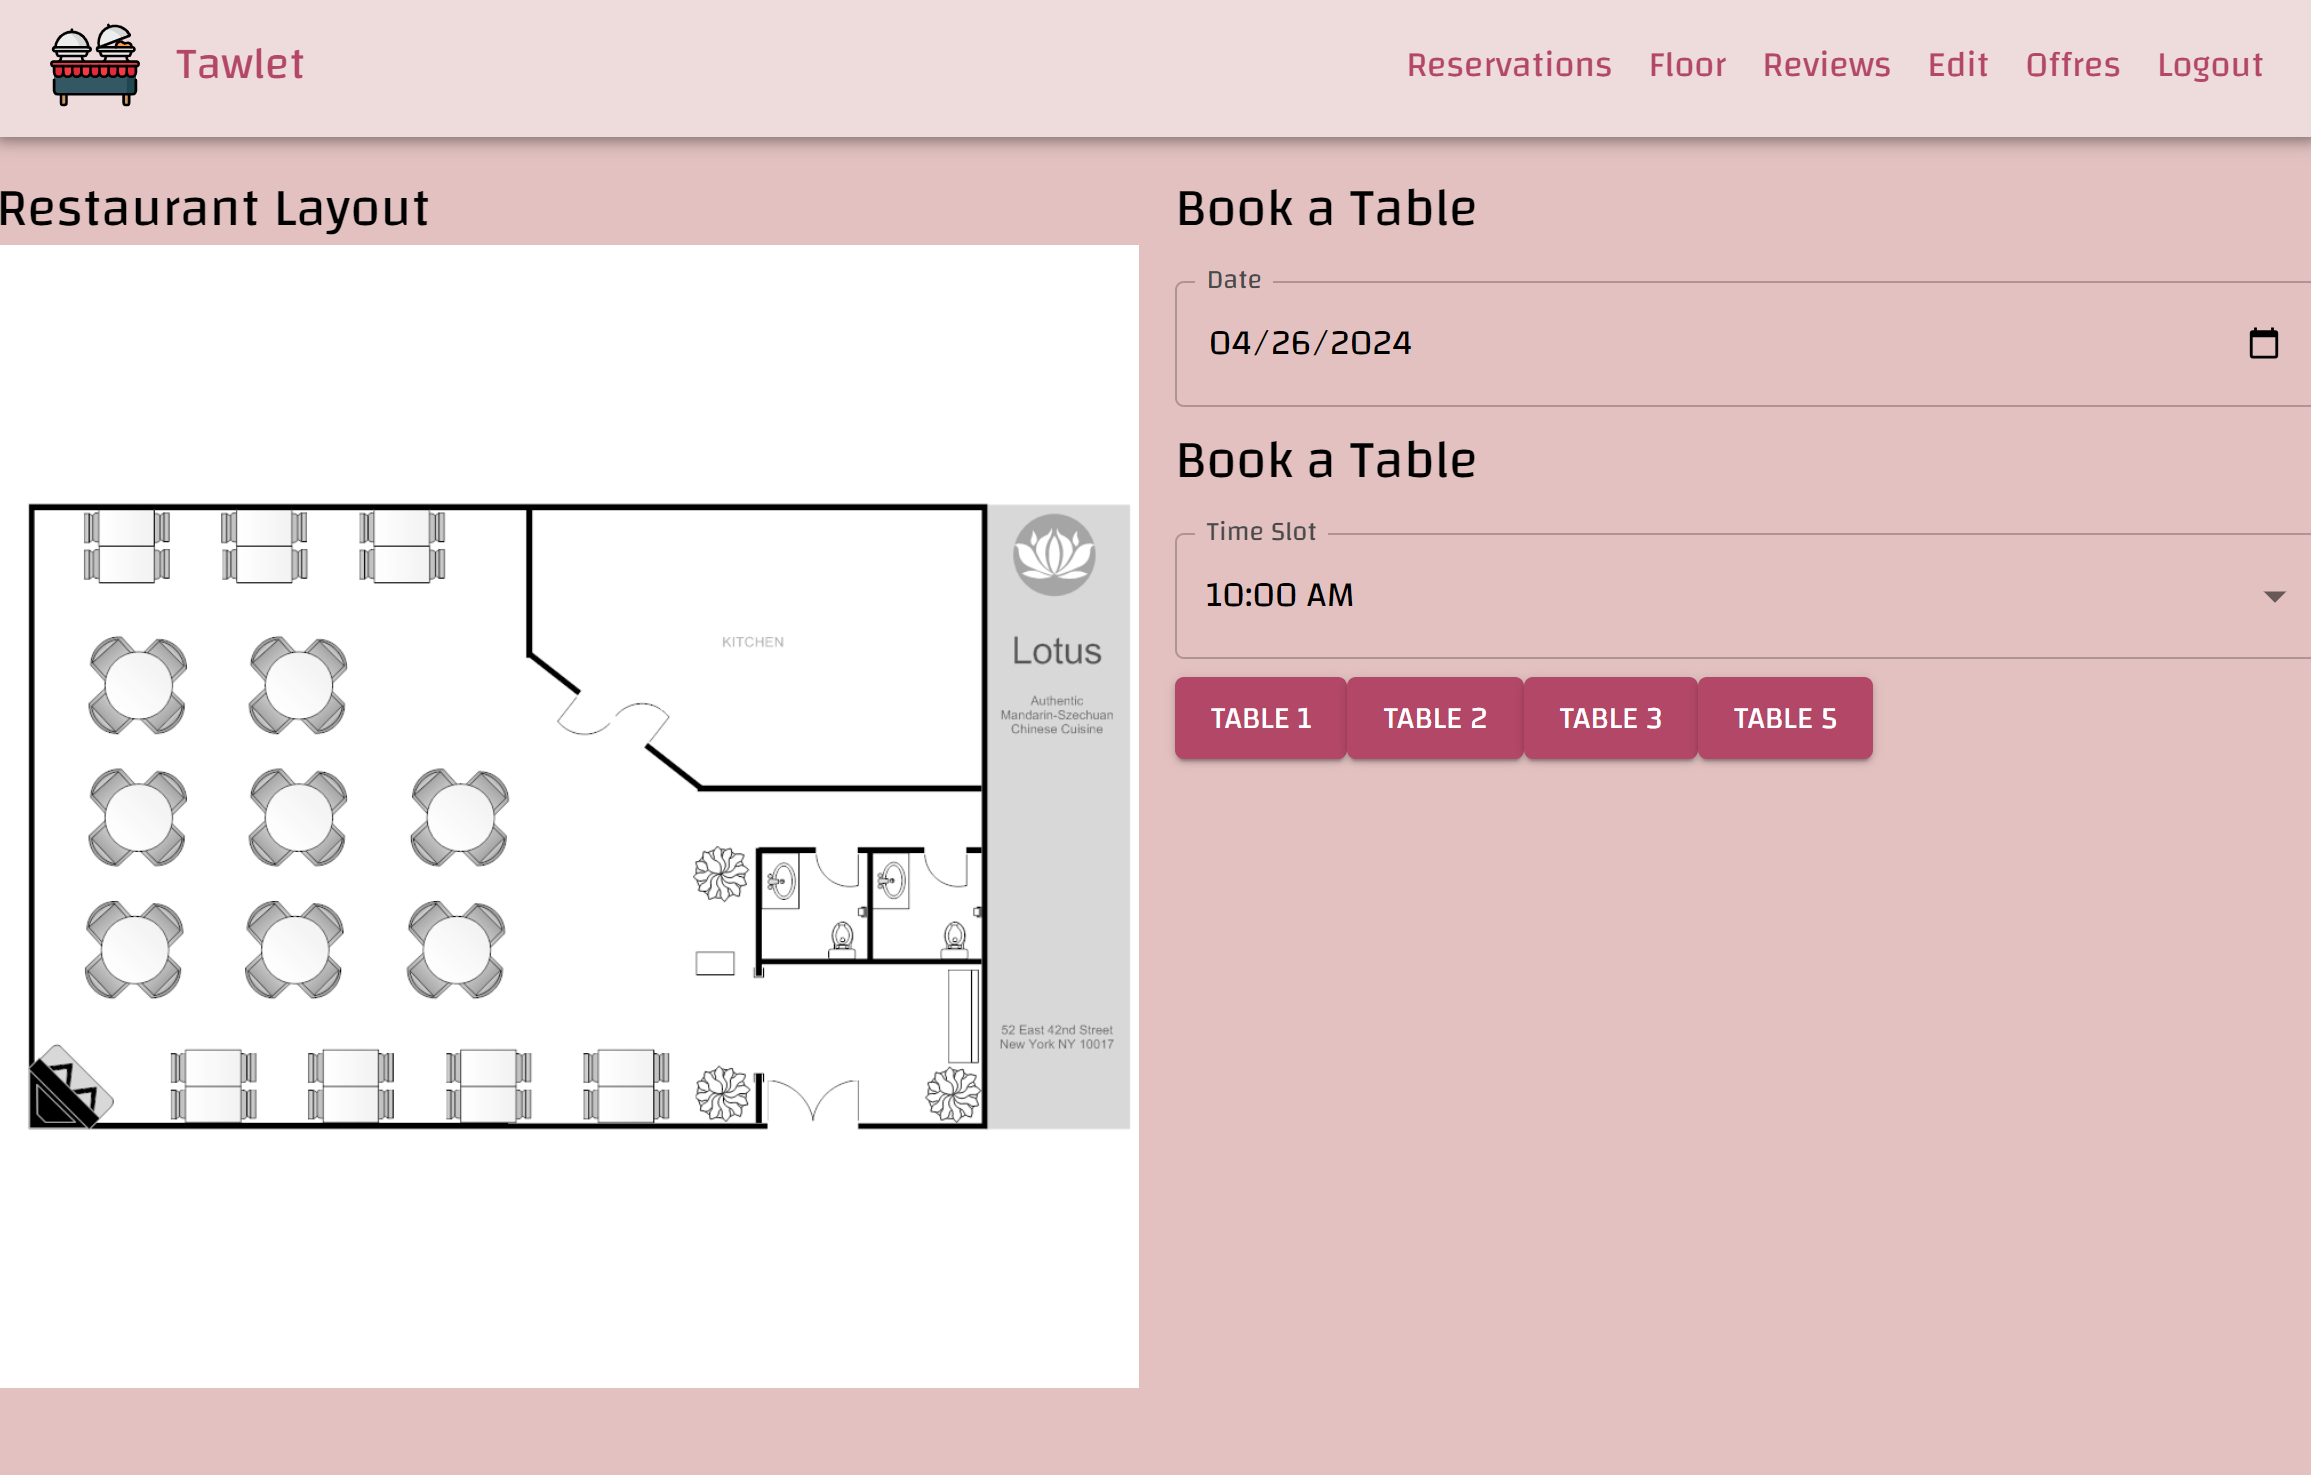 Tawlet
Reservations Floor Reviews Edit Offres Logout
Restaurant Layout
KITCHEN
Lotus
Authentic
Mandarin-Szechuan
Chinese Cuisine
52 East 42nd Street
New York NY 10017
Book a Table
Date
04/26/2024
Book a Table
Time Slot
10:00 AM
TABLE 1 TABLE 2 TABLE 3 TABLE 5